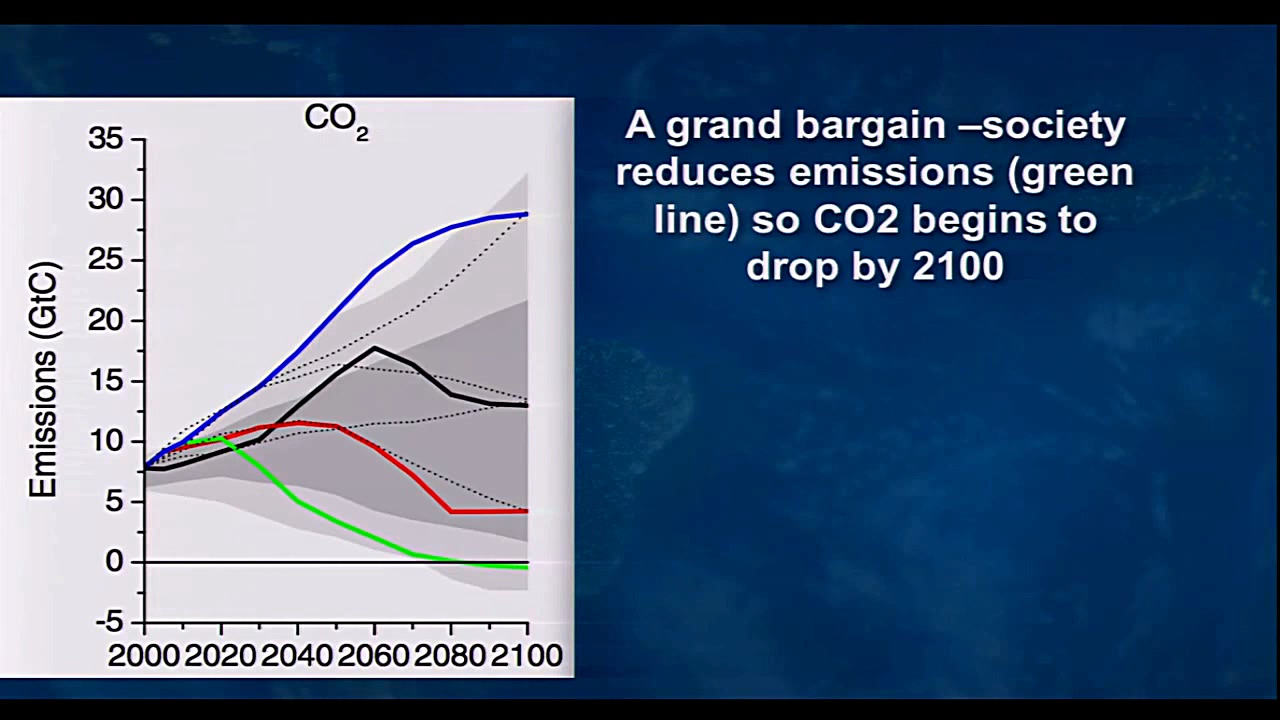 CO2
35
30
25
20
15
10
5
0
-5
Emissions (GtC)
2000 2020 2040 2060 2080 2100
A grand bargain –society
reduces emissions (green
line) so CO2 begins to
drop by 2100